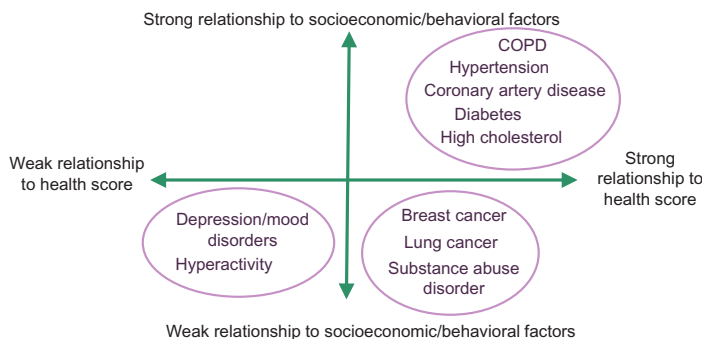 Strong relationship to socioeconomic/behavioral factors
COPD
Hypertension
Coronary artery disease
Diabetes
High cholesterol
Weak relationship
to health score
Strong
relationship to
health score
Depression/mood
disorders
Hyperactivity
Breast cancer
Lung cancer
Substance abuse
disorder
Weak relationship to socioeconomic/behavioral factors